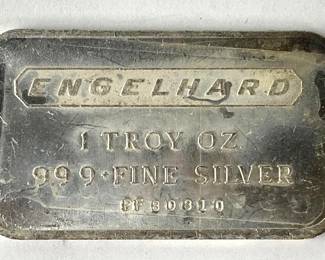 ENGELHARD
1 TROY OZ
999+ FINE SILVER